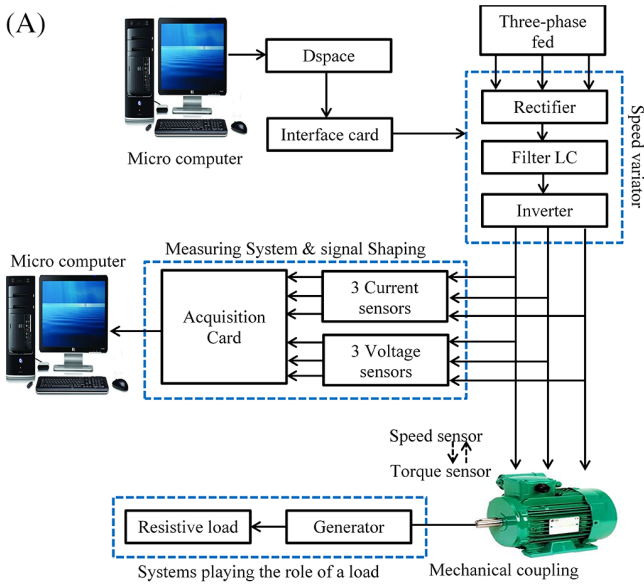 (A)
Three-phase
fed
Dspace
Rectifier
Interface card
Speed variator
Micro computer
Filter LC
Inverter
Measuring System & signal Shaping
Micro computer
3 Current
sensors
Acquisition
Card
3 Voltage
sensors
Speed sensor
Torque sensor
Resistive load
Generator
Mechanical coupling
Systems playing the role of a load